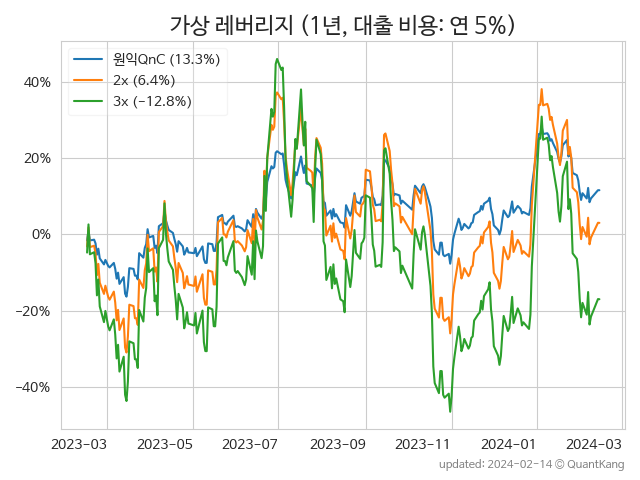 가상 레버리지 (1년, 대출 비용: 연 5%)
원익QnC (13.3%)
2x (6.4%)
3x (−12.8%)
40%
20%
0%
−20%
−40%
2023-03 2023-05 2023-07 2023-09 2023-11 2024-01 2024-03
updated: 2024-02-14 © QuantKang